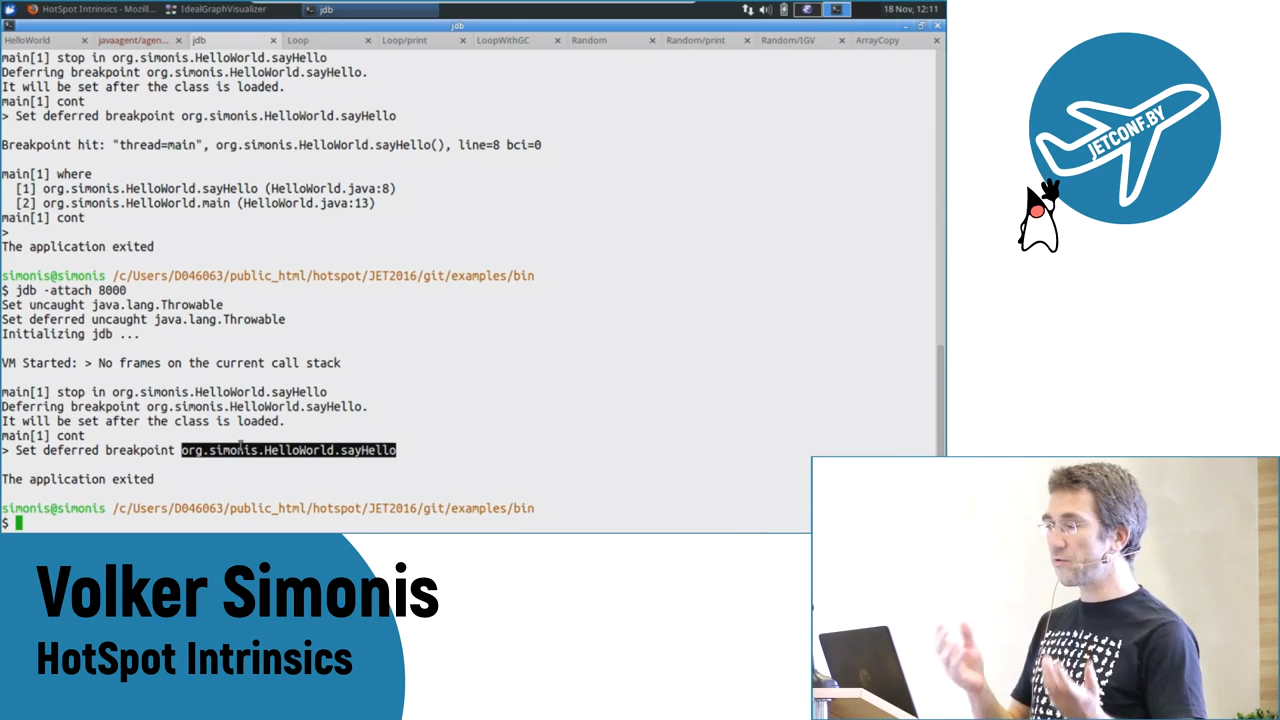 HotSpot Intrinsics - Mozill...
IdealGraphVisualizer
jdb
18 Nov, 12:11
jdb
HelloWorld
javaagent/agen...
jdb
Loop
Loop/print
LoopWithGC
Random
Random/print
Random/IGV
ArrayCopy
main[1] stop in org.simonis.HelloWorld.sayHello
Deferring breakpoint org.simonis.HelloWorld.sayHello.
It will be set after the class is loaded.
main[1] cont
> Set deferred breakpoint org.simonis.HelloWorld.sayHello
Breakpoint hit: "thread=main", org.simonis.HelloWorld.sayHello(), line=8 bci=0
main[1] where
[1] org.simonis.HelloWorld.sayHello (HelloWorld.java:8)
[2] org.simonis.HelloWorld.main (HelloWorld.java:13)
main[1] cont
>
The application exited
simonis@simonis /c/Users/D046063/public_html/hotspot/JET2016/git/examples/bin
$ jdb -attach 8000
Set uncaught java.lang.Throwable
Set deferred uncaught java.lang.Throwable
Initializing jdb ...
VM Started: > No frames on the current call stack
main[1] stop in org.simonis.HelloWorld.sayHello
Deferring breakpoint org.simonis.HelloWorld.sayHello.
It will be set after the class is loaded.
main[1] cont
> Set deferred breakpoint org.simonis.HelloWorld.sayHello
The application exited
simonis@simonis /c/Users/D046063/public_html/hotspot/JET2016/git/examples/bin
$
JETCONF.BY
Volker Simonis
HotSpot Intrinsics